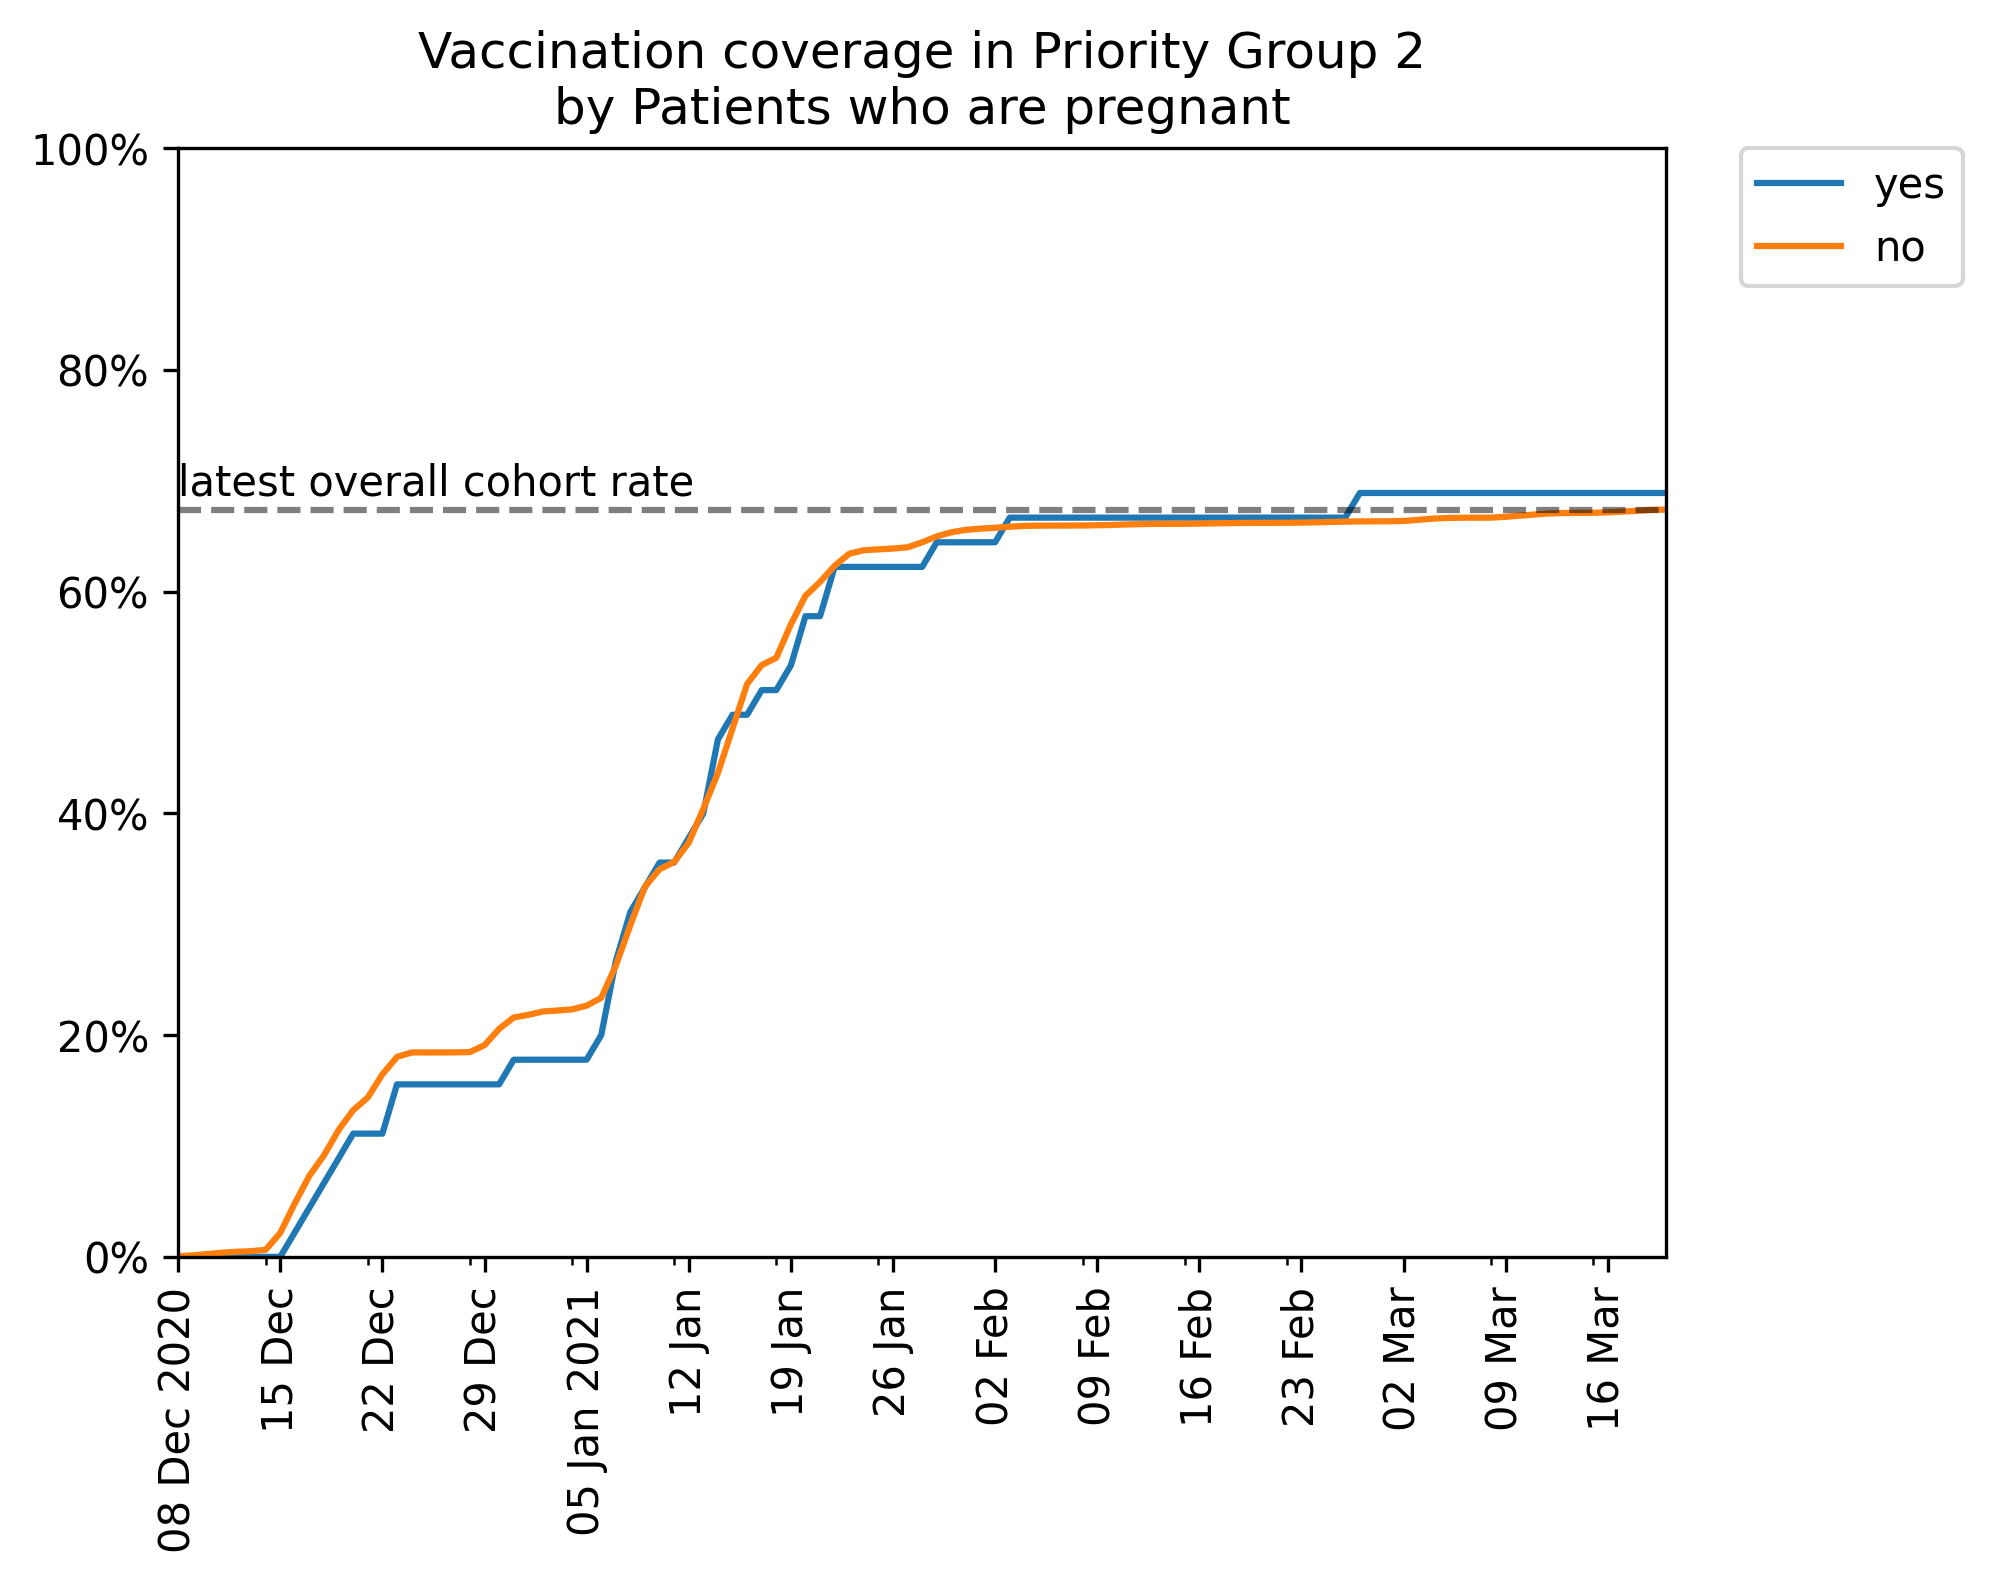 Vaccination coverage in Priority Group 2
by Patients who are pregnant
100%
80%
60%
40%
20%
0%
latest overall cohort rate
yes
no
08 Dec 2020
15 Dec
22 Dec
29 Dec
05 Jan 2021
12 Jan
19 Jan
26 Jan
02 Feb
09 Feb
16 Feb
23 Feb
02 Mar
09 Mar
16 Mar